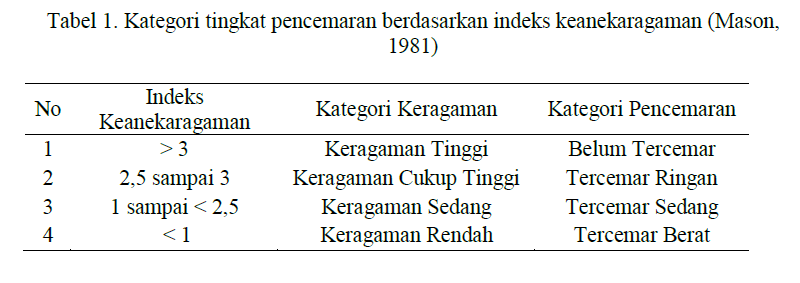 Tabel 1. Kategori tingkat pencemaran berdasarkan indeks keanekaragaman (Mason,
1981)
No Indeks Keanekaragaman Kategori Keragaman Kategori Pencemaran
1 > 3 Keragaman Tinggi Belum Tercemar
2 2,5 sampai 3 Keragaman Cukup Tinggi Tercemar Ringan
3 1 sampai < 2,5 Keragaman Sedang Tercemar Sedang
4 < 1 Keragaman Rendah Tercemar Berat